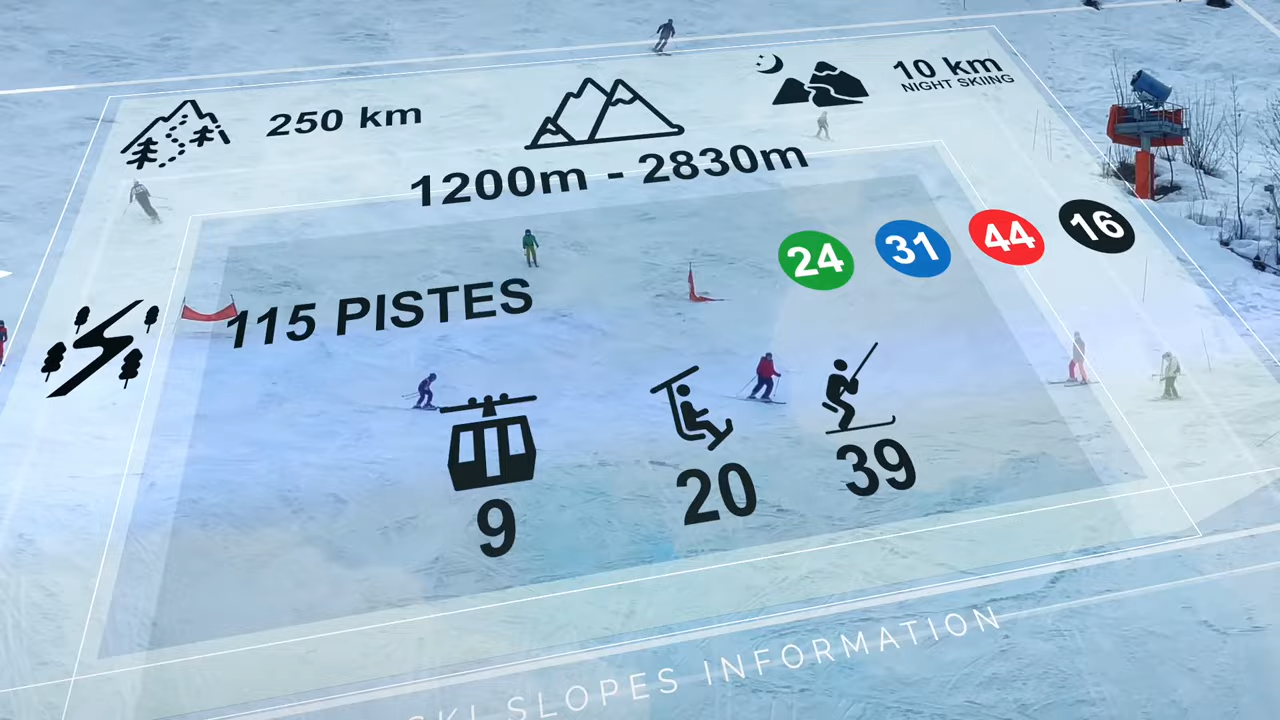 250 km
10 km
NIGHT SKIING
1200m - 2830m
24 31 44 16
115 PISTES
9 20 39
SKI SLOPES INFORMATION